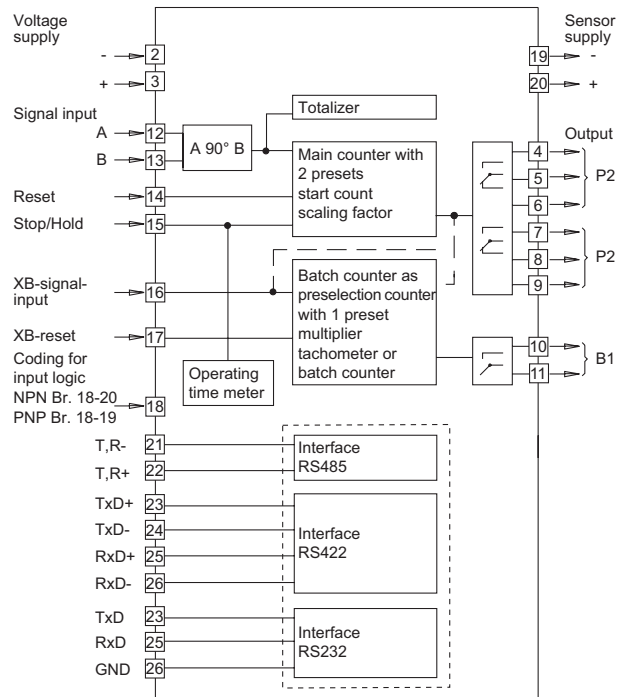 Voltage
supply
-
2
+
3
Signal input
A
12
B
13
A 90° B
Reset
14
Stop/Hold
15
XB-signal-
input
16
XB-reset
17
Coding for
input logic
NPN Br. 18-20
PNP Br. 18-19
18
Totalizer
Main counter with
2 presets
start count
scaling factor
Batch counter as
preselection counter
with 1 preset
multiplier
tachometer or
batch counter
Operating
time meter
Sensor
supply
19
-
20
+
Output
4
5
6
P2
7
8
9
P2
10
11
B1
T,R-
21
T,R+
22
Interface
RS485
TxD+
23
TxD-
24
RxD+
25
RxD-
26
Interface
RS422
TxD
23
RxD
25
GND
26
Interface
RS232